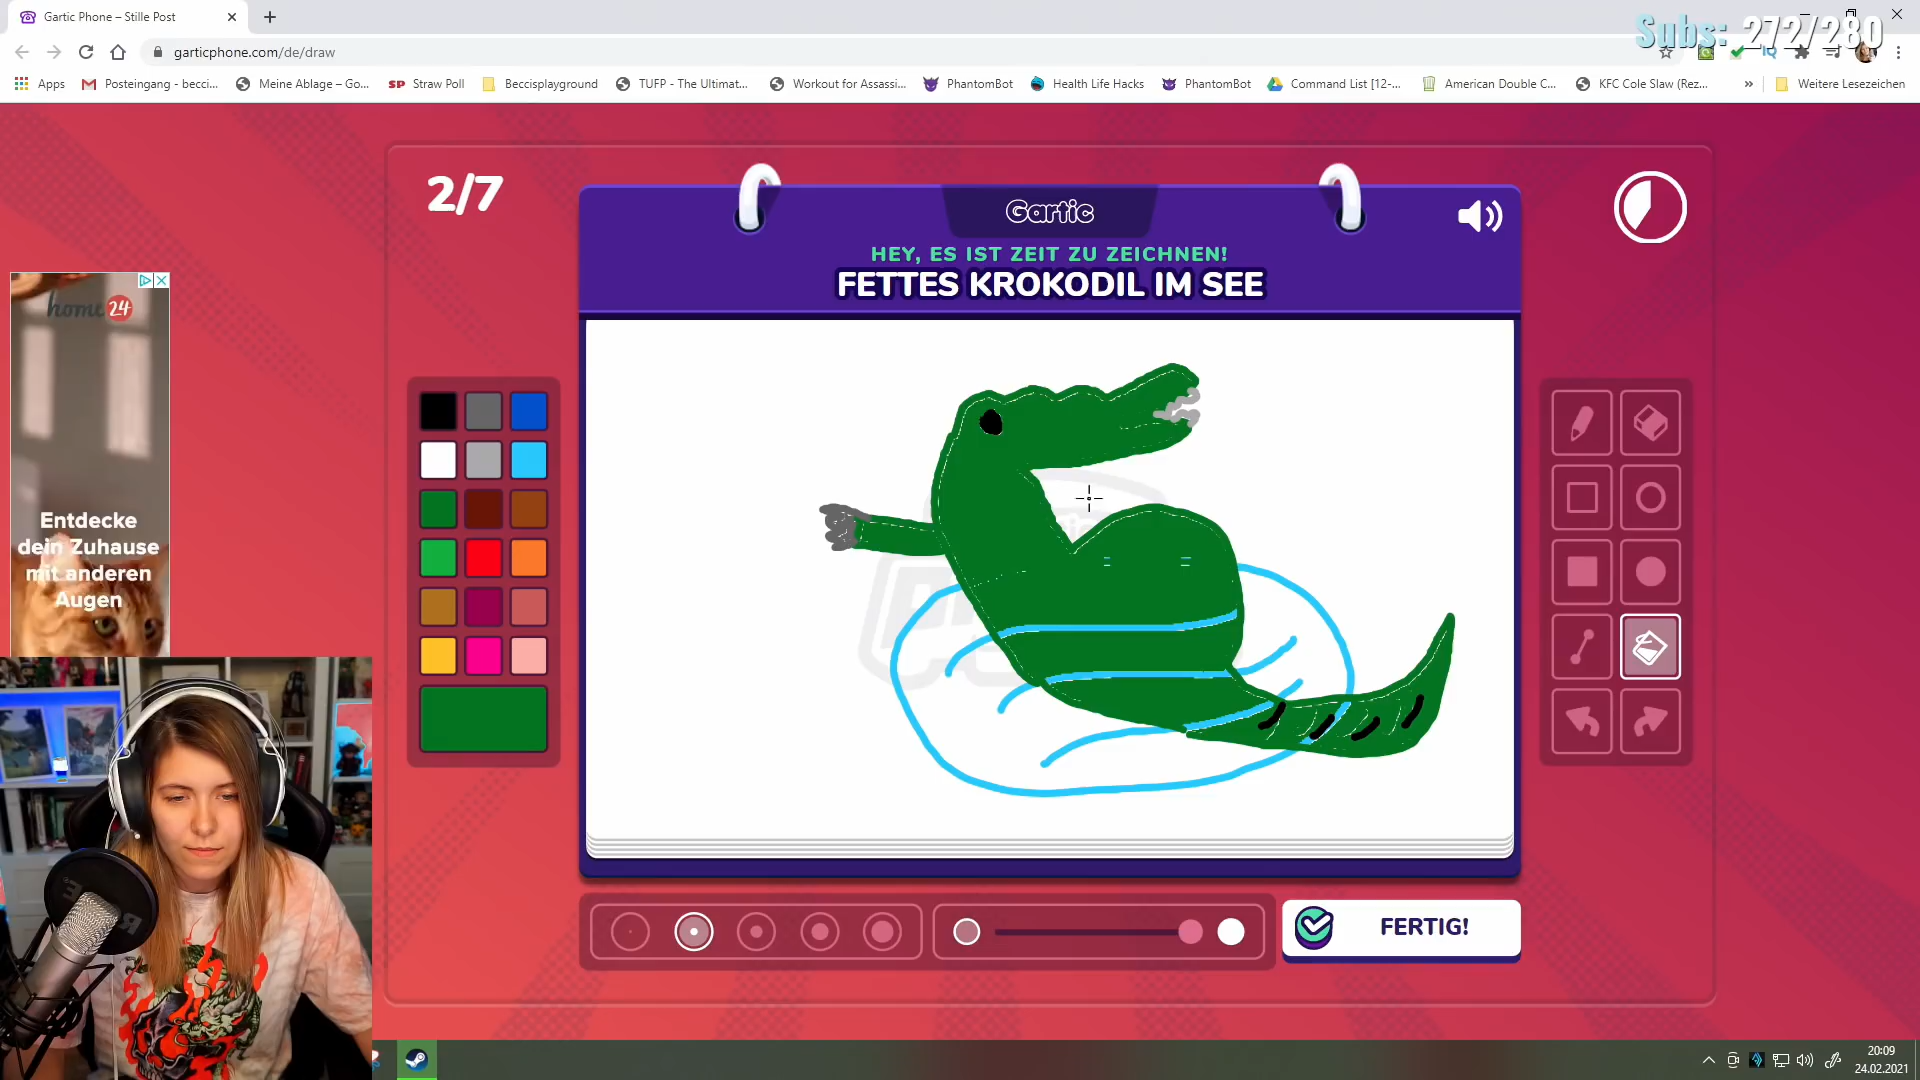 Gartic Phone – Stille Post
Subs: 272/280
garticphone.com/de/draw
Apps
Posteingang - becci...
Meine Ablage – Go...
SP Straw Poll
Beccisplayground
TUFP - The Ultimat...
Workout for Assassi...
PhantomBot
Health Life Hacks
PhantomBot
Command List [12-...
American Double C...
KFC Cole Slaw (Rez...
»
Weitere Lesezeichen
2/7
Gartic
HEY, ES IST ZEIT ZU ZEICHNEN!
FETTES KROKODIL IM SEE
home24
Entdecke
dein Zuhause
mit anderen
Augen
FERTIG!
20:09
24.02.2021